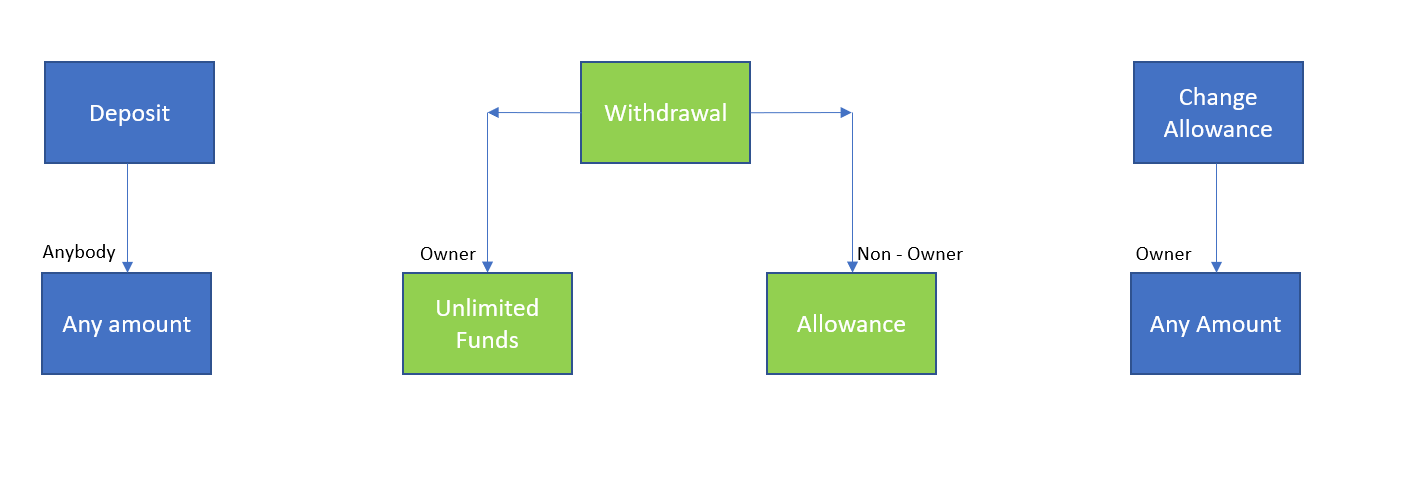 Deposit
Withdrawal
Change
Allowance
Anybody
Owner
Non - Owner
Owner
Any amount
Unlimited
Funds
Allowance
Any Amount